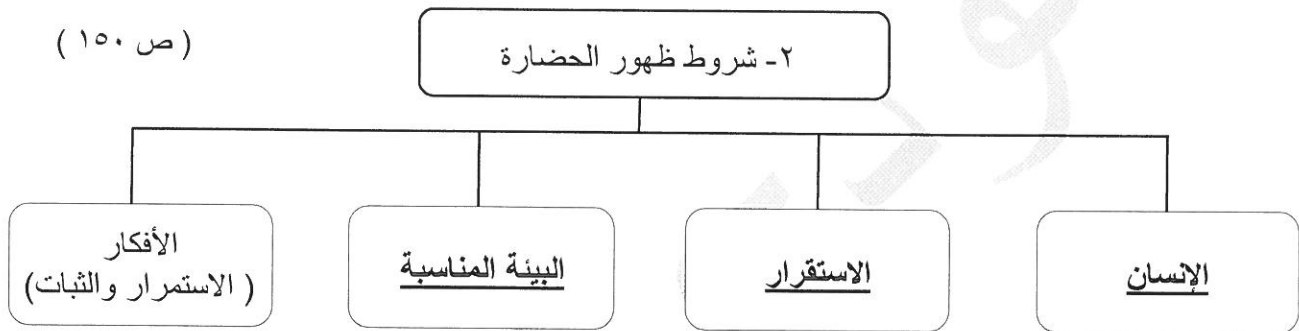 ( ص ١٥٠ )
٢- شروط ظهور الحضارة
الإنسان
الاستقرار
البيئة المناسبة
الأفكار
( الاستمرار والثبات)